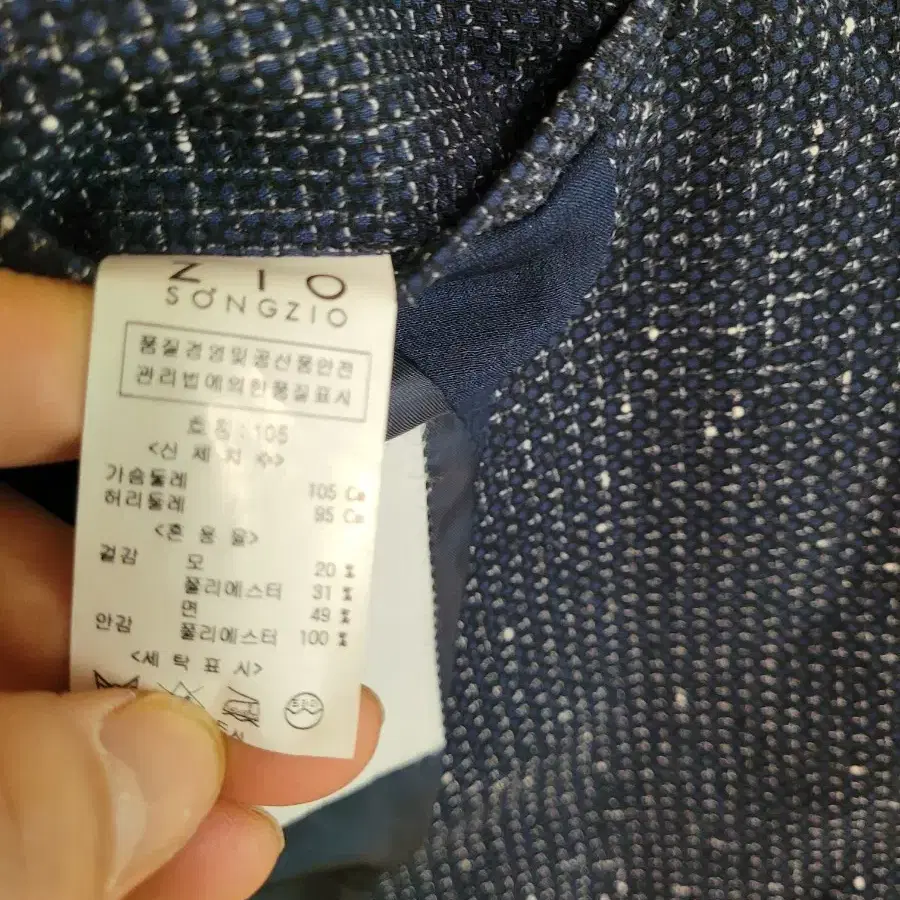 ZIO
SONGZIO
품질경영및공산품안전
관리법에의한품질표시
호칭:105
<신체치수>
가슴둘레 105 Cm
허리둘레 95 Cm
<혼용율>
겉감 모 20 %
폴리에스터 31 %
면 49 %
안감 폴리에스터 100 %
<세탁표시>